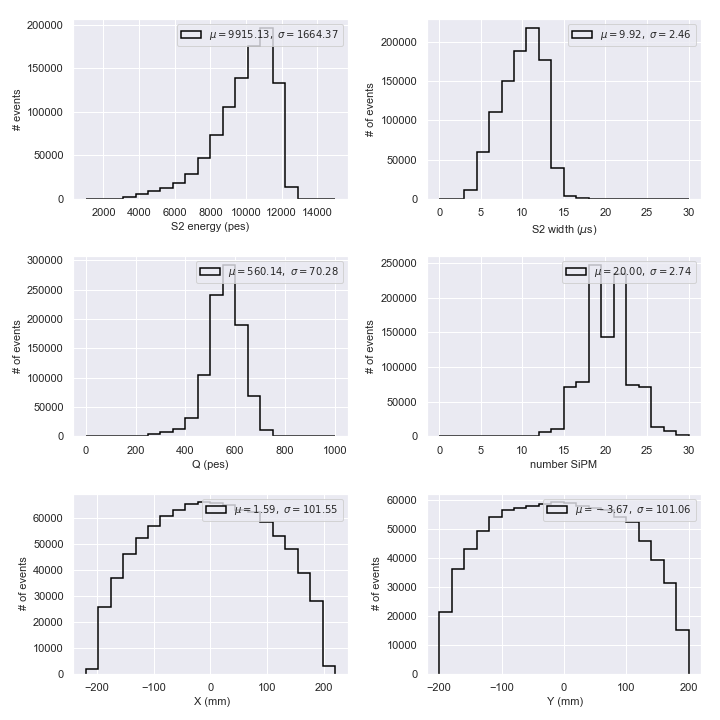 μ = 9915.13, σ = 1664.37
# events
200000
150000
100000
50000
0
2000 4000 6000 8000 10000 12000 14000
S2 energy (pes)
μ = 9.92, σ = 2.46
# of events
200000
150000
100000
50000
0
0 5 10 15 20 25 30
S2 width (μs)
μ = 560.14, σ = 70.28
# of events
300000
250000
200000
150000
100000
50000
0
0 200 400 600 800 1000
Q (pes)
μ = 20.00, σ = 2.74
# of events
250000
200000
150000
100000
50000
0
0 5 10 15 20 25 30
number SiPM
μ = 1.59, σ = 101.55
# of events
60000
50000
40000
30000
20000
10000
0
−200 −100 0 100 200
X (mm)
μ = −3.67, σ = 101.06
# of events
60000
50000
40000
30000
20000
10000
0
−200 −100 0 100 200
Y (mm)